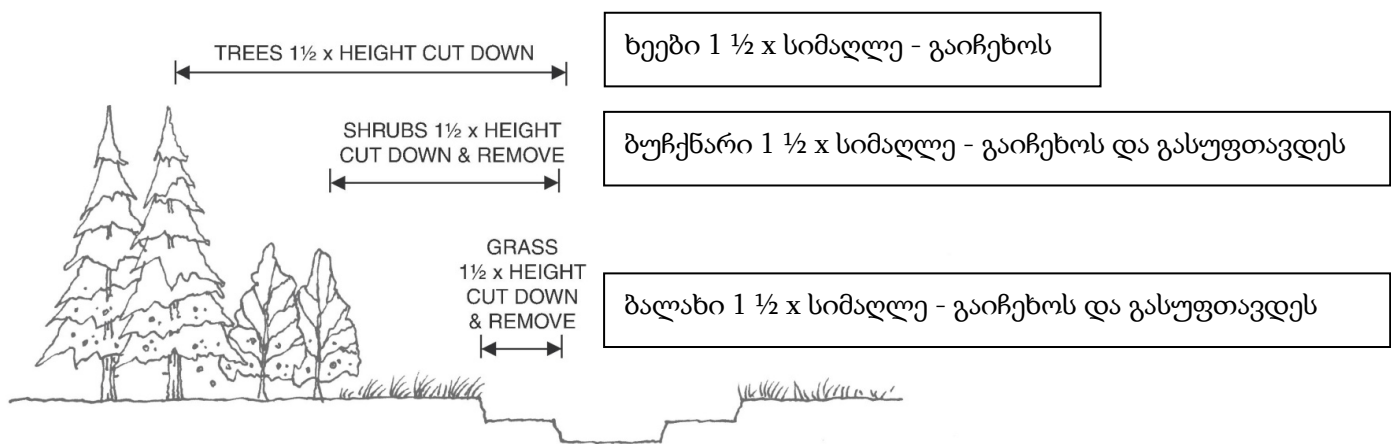 TREES 1½ x HEIGHT CUT DOWN
ხეები 1 ½ x სიმაღლე - გაიჩეხოს
SHRUBS 1½ x HEIGHT
CUT DOWN & REMOVE
ბუჩქნარი 1 ½ x სიმაღლე - გაიჩეხოს და გასუფთავდეს
GRASS
1½ x HEIGHT
CUT DOWN
& REMOVE
ბალახი 1 ½ x სიმაღლე - გაიჩეხოს და გასუფთავდეს